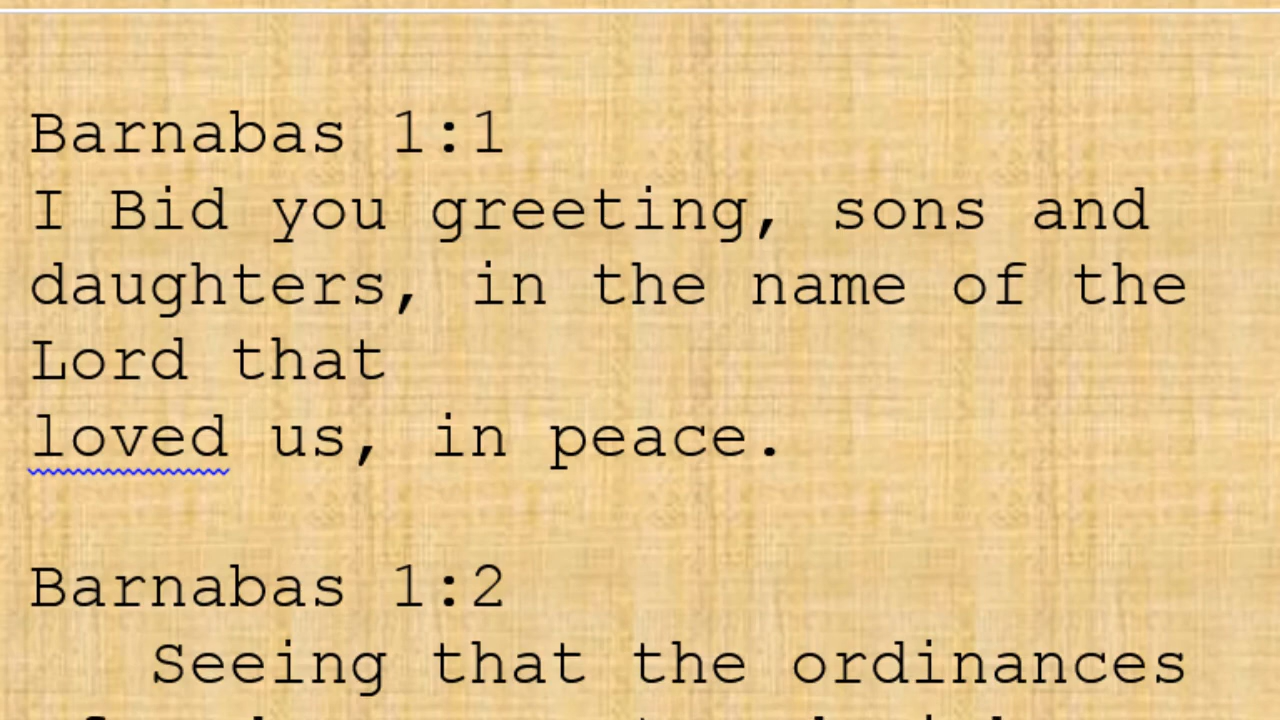 Barnabas 1:1
I Bid you greeting, sons and
daughters, in the name of the
Lord that
loved us, in peace.
Barnabas 1:2
Seeing that the ordinances